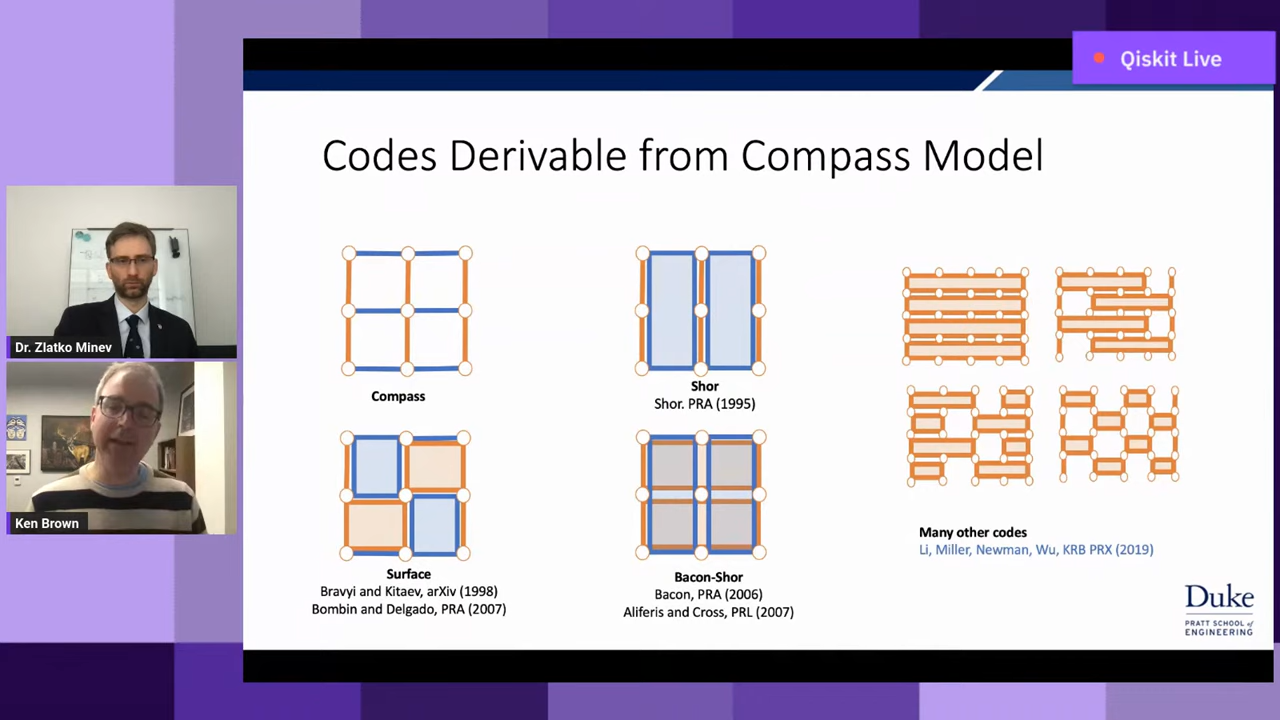 Qiskit Live
Codes Derivable from Compass Model
Dr. Zlatko Minev
Ken Brown
Compass
Shor
Shor. PRA (1995)
Surface
Bravyi and Kitaev, arXiv (1998)
Bombin and Delgado, PRA (2007)
Bacon-Shor
Bacon, PRA (2006)
Aliferis and Cross, PRL (2007)
Many other codes
Li, Miller, Newman, Wu, KRB PRX (2019)
Duke
PRATT SCHOOL of
ENGINEERING